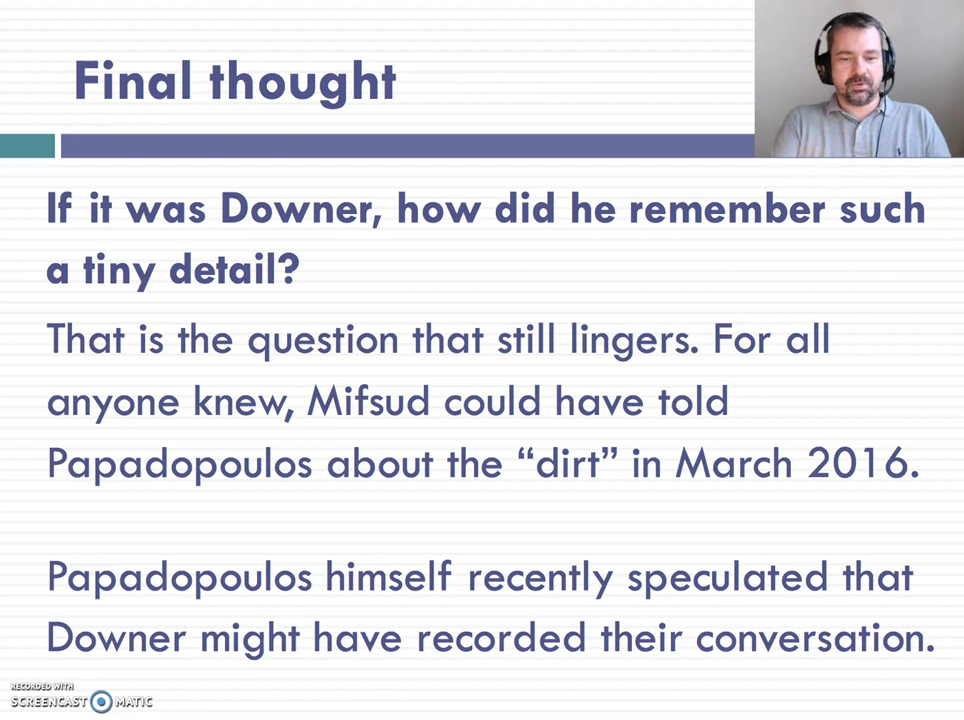 Final thought
If it was Downer, how did he remember such
a tiny detail?
That is the question that still lingers. For all
anyone knew, Mifsud could have told
Papadopoulos about the “dirt” in March 2016.
Papadopoulos himself recently speculated that
Downer might have recorded their conversation.
RECORDED WITH
SCREENCAST MATIC